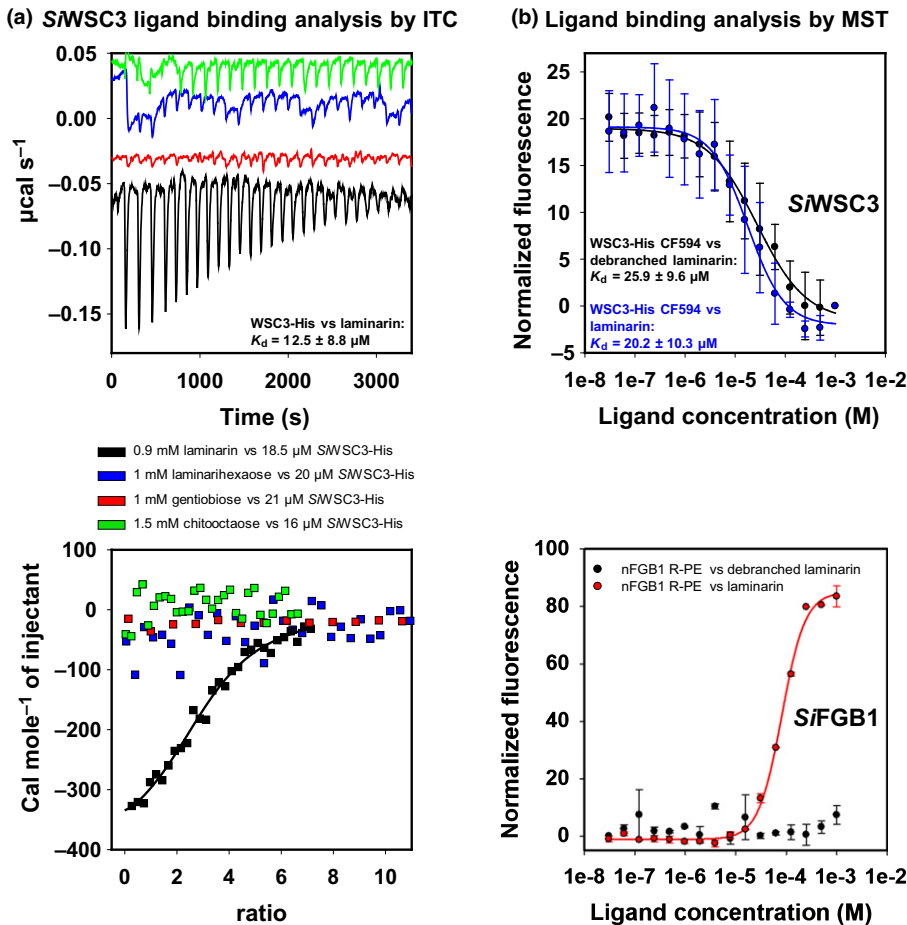 (a) SiWSC3 ligand binding analysis by ITC
0.05
0.00
−0.05
−0.10
−0.15
µcal s−1
WSC3-His vs laminarin:
Kd = 12.5 ± 8.8 µM
0 1000 2000 3000
Time (s)
0.9 mM laminarin vs 18.5 µM SiWSC3-His
1 mM laminarihexaose vs 20 µM SiWSC3-His
1 mM gentiobiose vs 21 µM SiWSC3-His
1.5 mM chitooctaose vs 16 µM SiWSC3-His
100
0
−100
−200
−300
−400
Cal mole−1 of injectant
0 2 4 6 8 10
ratio
(b) Ligand binding analysis by MST
25
20
15
10
5
0
−5
Normalized fluorescence
SiWSC3
WSC3-His CF594 vs
debranched laminarin:
Kd = 25.9 ± 9.6 µM
WSC3-His CF594 vs
laminarin:
Kd = 20.2 ± 10.3 µM
1e-8 1e-7 1e-6 1e-5 1e-4 1e-3 1e-2
Ligand concentration (M)
100
80
60
40
20
0
Normalized fluorescence
nFGB1 R-PE vs debranched laminarin
nFGB1 R-PE vs laminarin
SiFGB1
1e-8 1e-7 1e-6 1e-5 1e-4 1e-3 1e-2
Ligand concentration (M)